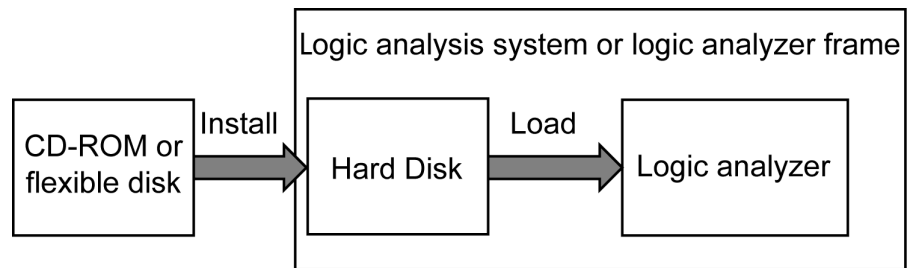 Logic analysis system or logic analyzer frame
CD-ROM or
flexible disk
Install
Hard Disk
Load
Logic analyzer